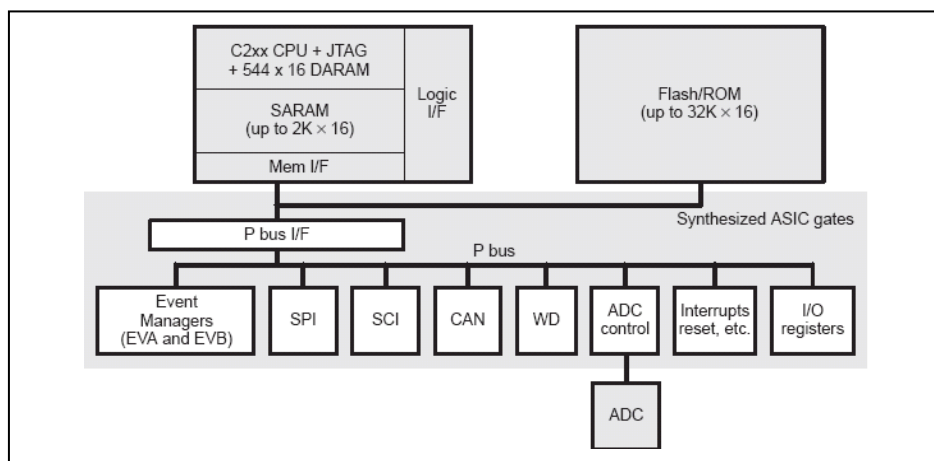 C2xx CPU + JTAG
+ 544 x 16 DARAM
SARAM
(up to 2K × 16)
Mem I/F
Logic
I/F
Flash/ROM
(up to 32K × 16)
Synthesized ASIC gates
P bus I/F
P bus
Event
Managers
(EVA and EVB)
SPI
SCI
CAN
WD
ADC
control
Interrupts
reset, etc.
I/O
registers
ADC